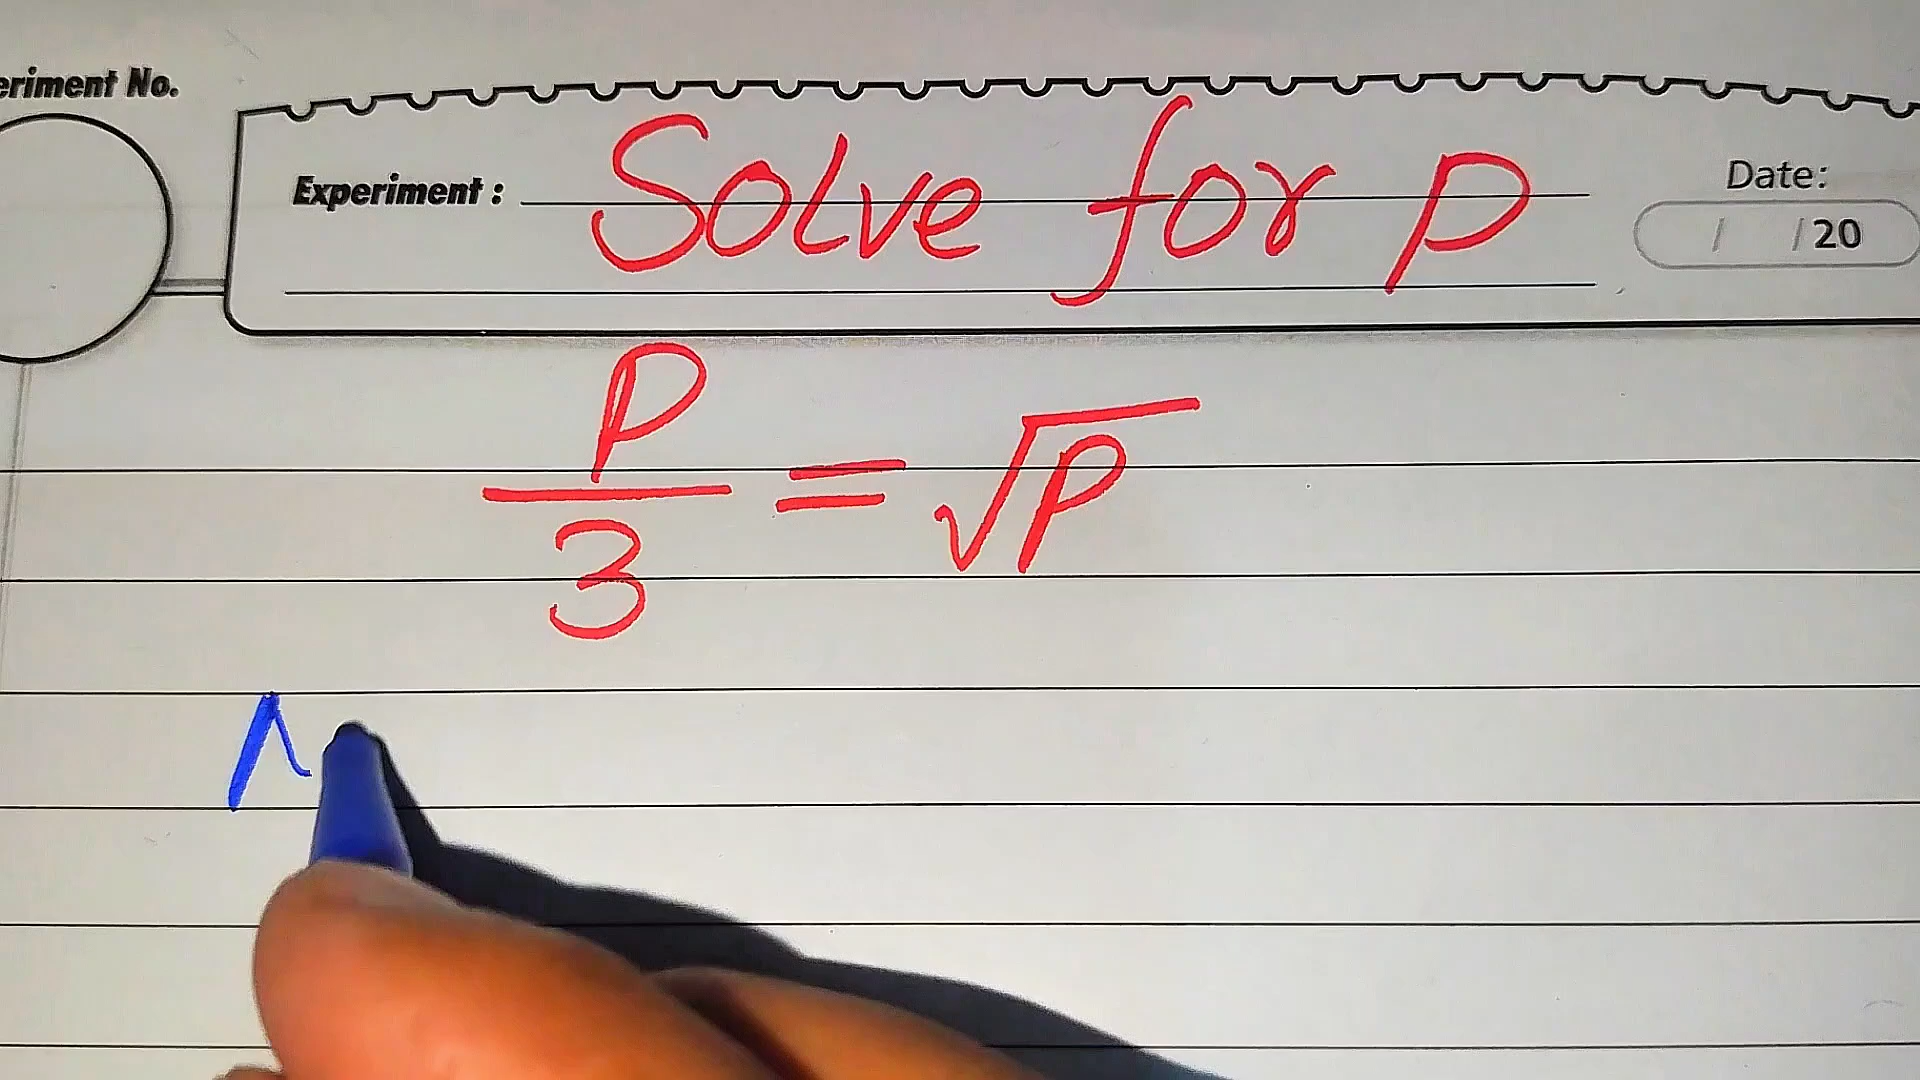 eriment No.
Experiment : Solve for p
Date:
/ /20
p/3 = √p